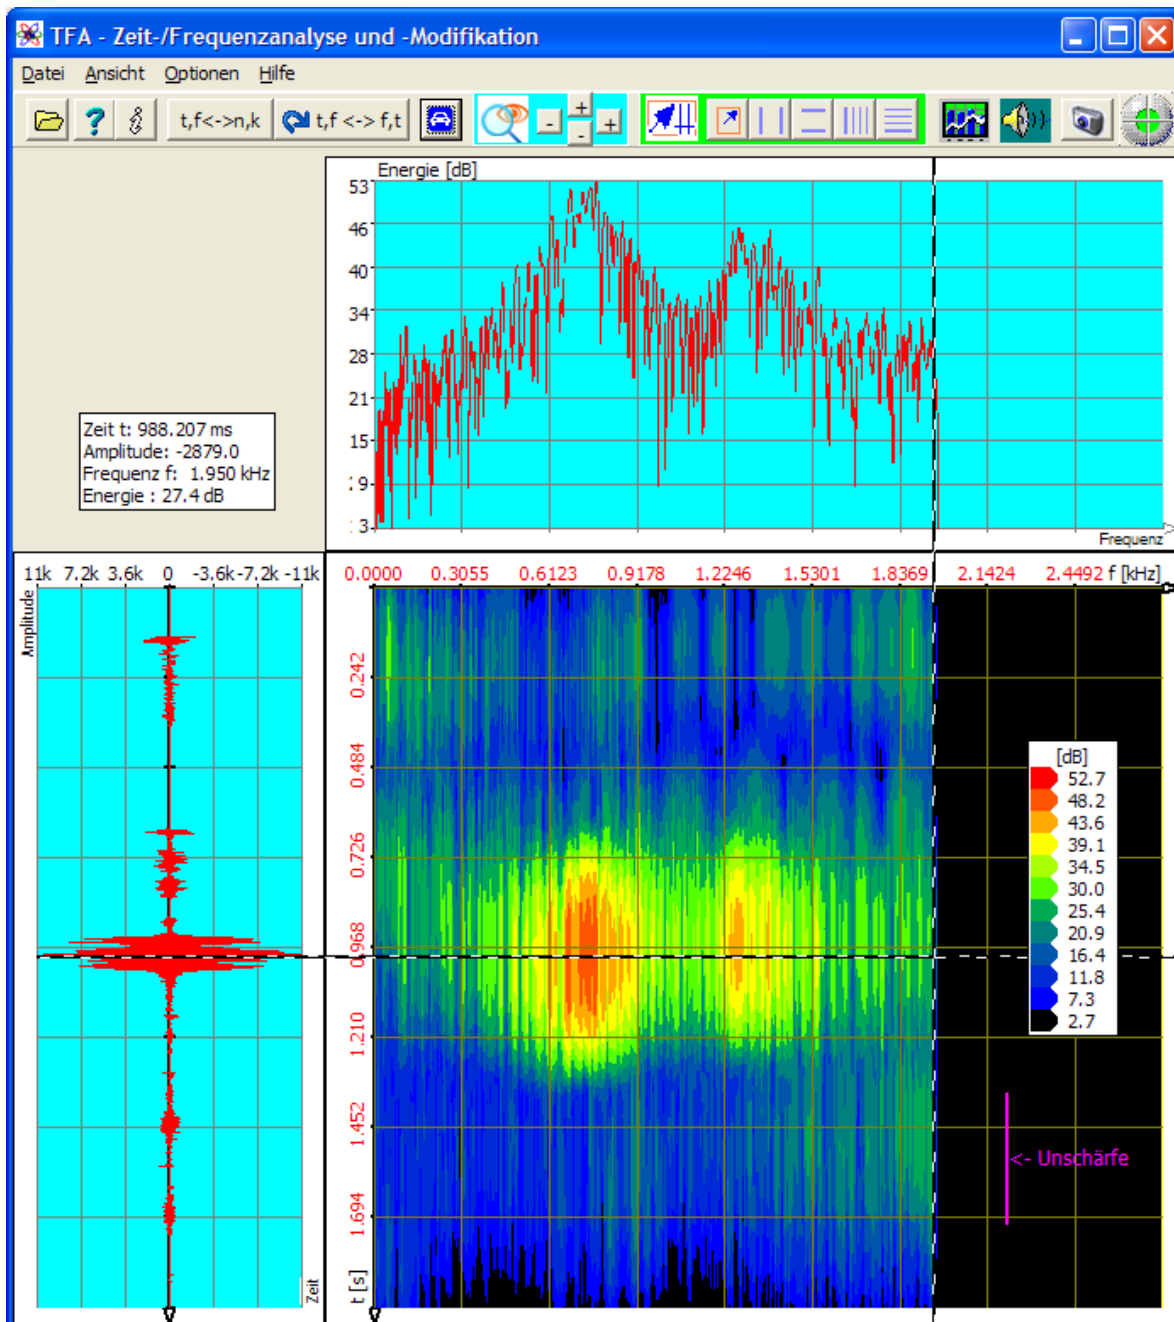 TFA - Zeit-/Frequenzanalyse und -Modifikation
Datei Ansicht Optionen Hilfe
? i t,f<->n,k t,f <-> f,t - + - +
Energie [dB]
53
46
40
34
28
21
15
: 9
: 3
Frequenz
Zeit t: 988.207 ms
Amplitude: -2879.0
Frequenz f: 1.950 kHz
Energie : 27.4 dB
11k 7.2k 3.6k 0 -3.6k -7.2k -11k
Amplitude
Zeit
0.0000 0.3055 0.6123 0.9178 1.2246 1.5301 1.8369 2.1424 2.4492 f [kHz]
0.242
0.484
0.726
0.968
1.210
1.452
1.694
t [s]
[dB]
52.7
48.2
43.6
39.1
34.5
30.0
25.4
20.9
16.4
11.8
7.3
2.7
<- Unschärfe